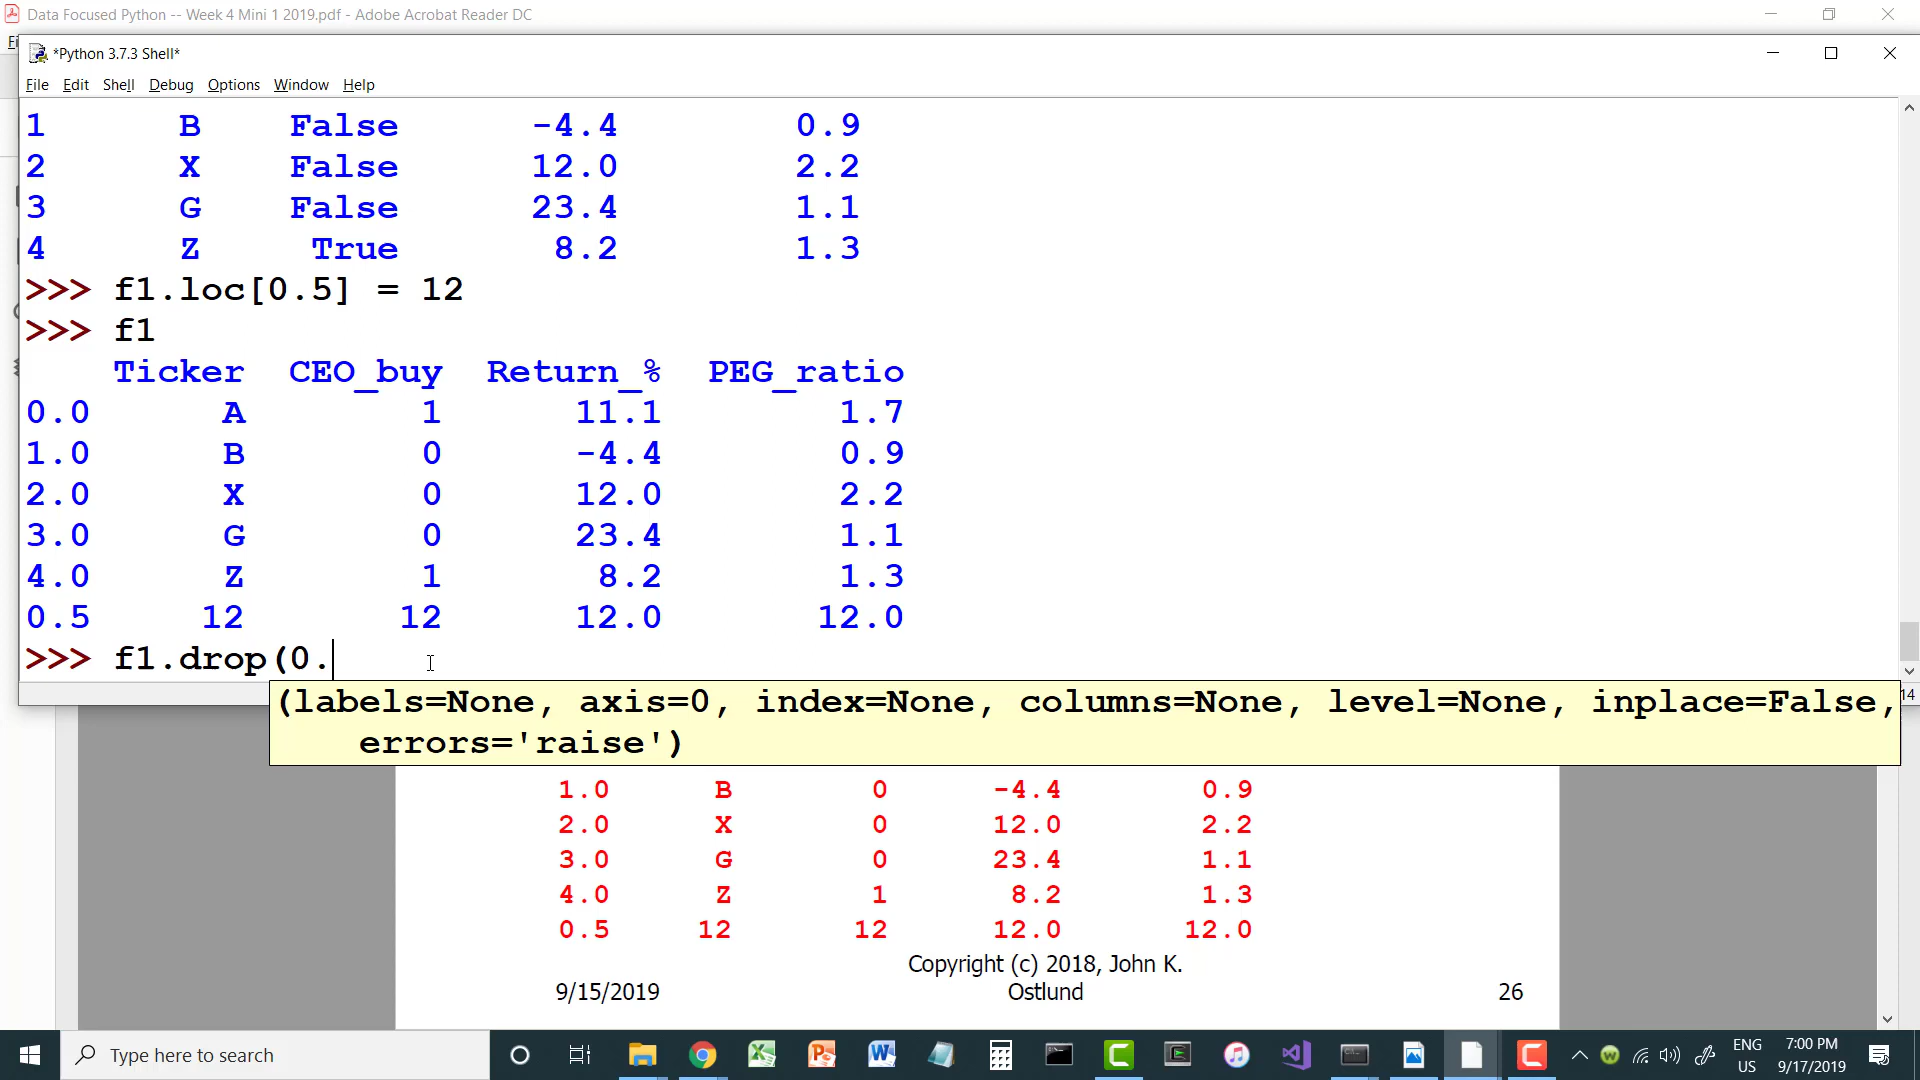 Data Focused Python -- Week 4 Mini 1 2019.pdf - Adobe Acrobat Reader DC
*Python 3.7.3 Shell*
File Edit Shell Debug Options Window Help
1 B False -4.4 0.9
2 X False 12.0 2.2
3 G False 23.4 1.1
4 Z True 8.2 1.3
>>> f1.loc[0.5] = 12
>>> f1
Ticker CEO_buy Return_% PEG_ratio
0.0 A 1 11.1 1.7
1.0 B 0 -4.4 0.9
2.0 X 0 12.0 2.2
3.0 G 0 23.4 1.1
4.0 Z 1 8.2 1.3
0.5 12 12 12.0 12.0
>>> f1.drop(0.
(labels=None, axis=0, index=None, columns=None, level=None, inplace=False,
errors='raise')
14
1.0 B 0 -4.4 0.9
2.0 X 0 12.0 2.2
3.0 G 0 23.4 1.1
4.0 Z 1 8.2 1.3
0.5 12 12 12.0 12.0
Copyright (c) 2018, John K.
9/15/2019 Ostlund 26
Type here to search
ENG 7:00 PM
US 9/17/2019